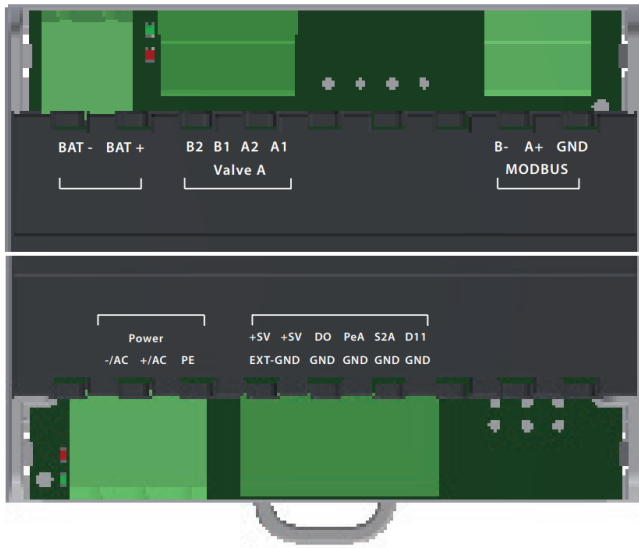 BAT - BAT + B2 B1 A2 A1 B- A+ GND
Valve A MODBUS
Power +SV +SV DO PeA S2A D11
-/AC +/AC PE EXT-GND GND GND GND GND